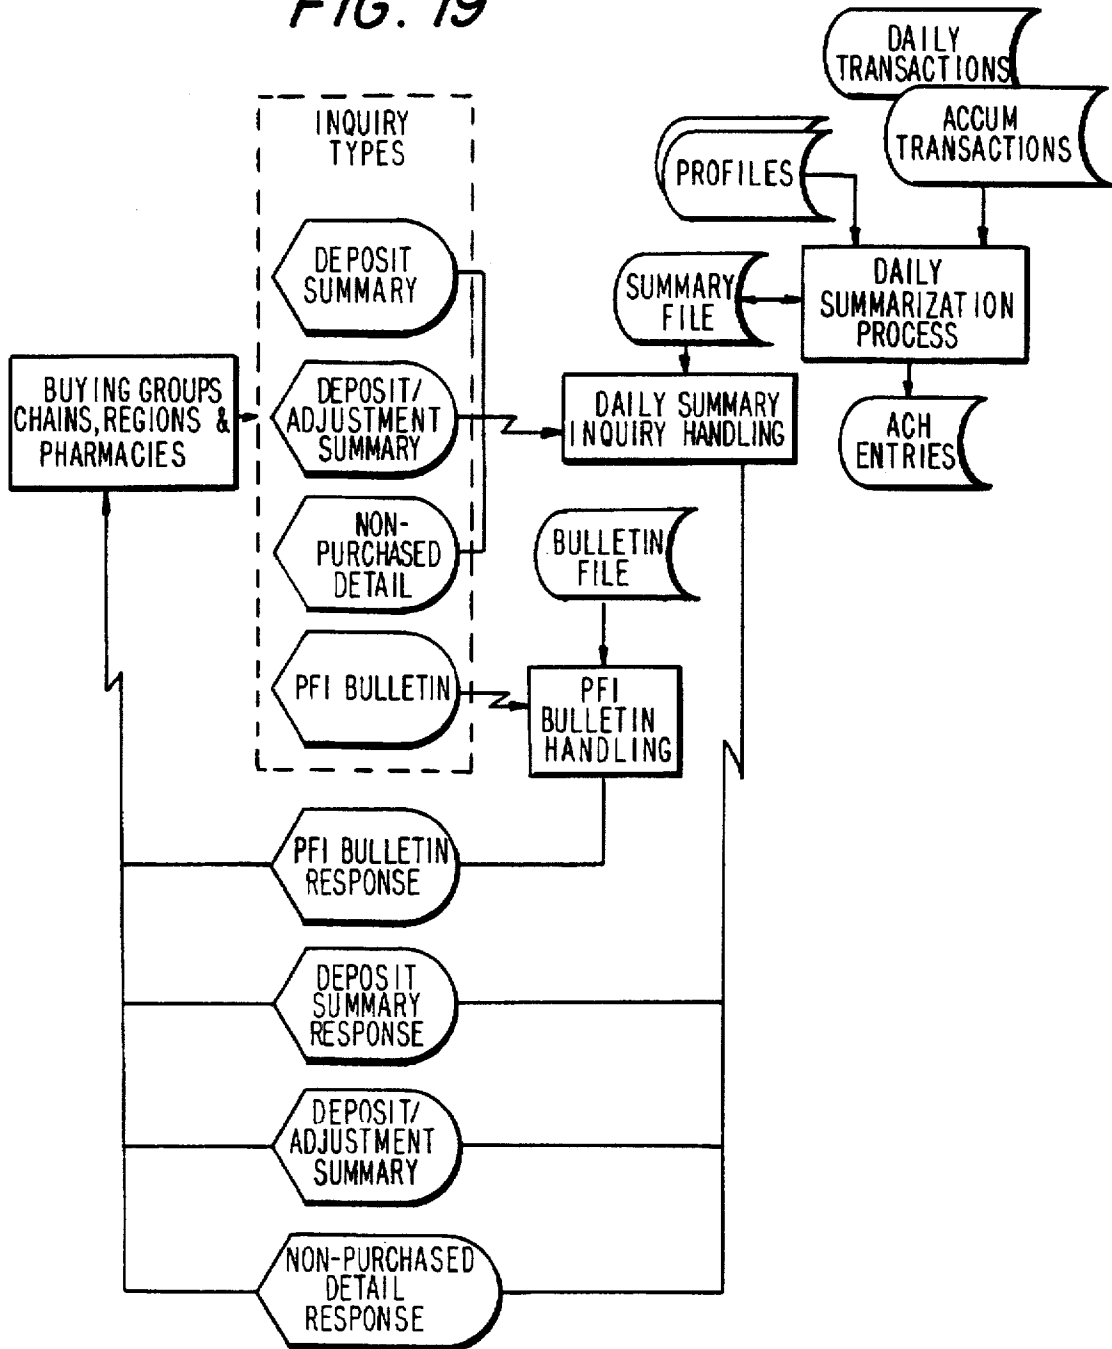 FIG. 19
DAILY
TRANSACTIONS
ACCUM
TRANSACTIONS
INQUIRY
TYPES
PROFILES
DEPOSIT
SUMMARY
SUMMARY
FILE
DAILY
SUMMARIZATION
PROCESS
BUYING GROUPS
CHAINS, REGIONS &
PHARMACIES
DEPOSIT/
ADJUSTMENT
SUMMARY
DAILY SUMMARY
INQUIRY HANDLING
ACH
ENTRIES
NON-
PURCHASED
DETAIL
BULLETIN
FILE
PFI BULLETIN
PFI
BULLETIN
HANDLING
PFI BULLETIN
RESPONSE
DEPOSIT
SUMMARY
RESPONSE
DEPOSIT/
ADJUSTMENT
SUMMARY
NON-PURCHASED
DETAIL
RESPONSE